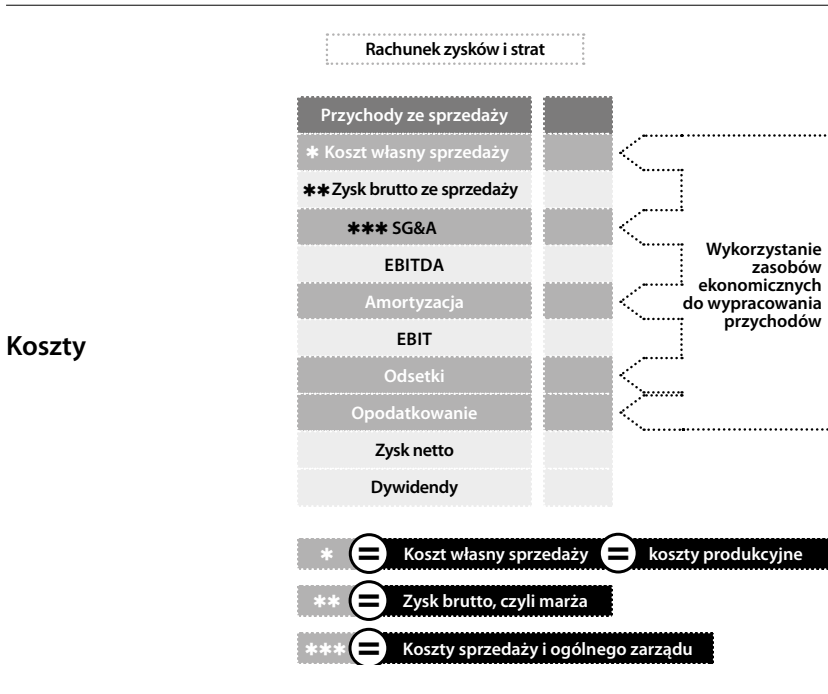 Rachunek zysków i strat
Przychody ze sprzedaży
* Koszt własny sprzedaży
**Zysk brutto ze sprzedaży
*** SG&A
EBITDA
Amortyzacja
EBIT
Odsetki
Opodatkowanie
Zysk netto
Dywidendy
Koszty
Wykorzystanie
zasobów
ekonomicznych
do wypracowania
przychodów
* = Koszt własny sprzedaży = koszty produkcyjne
** = Zysk brutto, czyli marża
*** = Koszty sprzedaży i ogólnego zarządu